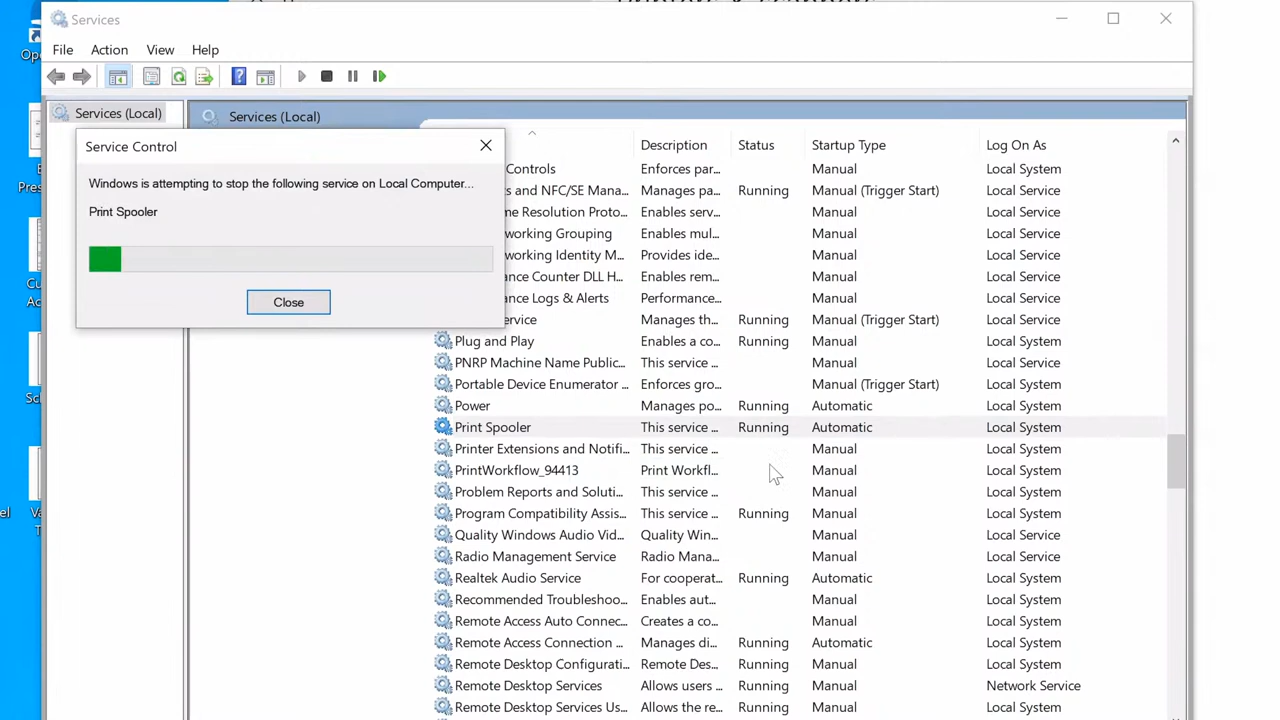 Services
File Action View Help
Services (Local)
Services (Local)
Service Control
Windows is attempting to stop the following service on Local Computer...
Print Spooler
Close
Description Status Startup Type Log On As
Controls Enforces par... Manual Local System
s and NFC/SE Mana... Manages pa... Running Manual (Trigger Start) Local Service
me Resolution Proto... Enables serv... Manual Local Service
working Grouping Enables mul... Manual Local Service
working Identity M... Provides ide... Manual Local Service
ance Counter DLL H... Enables rem... Manual Local Service
nce Logs & Alerts Performance... Manual Local Service
ervice Manages th... Running Manual (Trigger Start) Local Service
Plug and Play Enables a co... Running Manual Local System
PNRP Machine Name Public... This service ... Manual Local Service
Portable Device Enumerator ... Enforces gro... Manual (Trigger Start) Local System
Power Manages po... Running Automatic Local System
Print Spooler This service ... Running Automatic Local System
Printer Extensions and Notifi... This service ... Manual Local System
PrintWorkflow_94413 Print Workfl... Manual Local System
Problem Reports and Soluti... This service ... Manual Local System
Program Compatibility Assis... This service ... Running Manual Local System
Quality Windows Audio Vid... Quality Win... Manual Local Service
Radio Management Service Radio Mana... Manual Local Service
Realtek Audio Service For cooperat... Running Automatic Local System
Recommended Troubleshoo... Enables aut... Manual Local System
Remote Access Auto Connec... Creates a co... Manual Local System
Remote Access Connection ... Manages di... Running Automatic Local System
Remote Desktop Configurati... Remote Des... Running Manual Local System
Remote Desktop Services Allows users ... Running Manual Network Service
Remote Desktop Services Us... Allows the re... Running Manual Local System